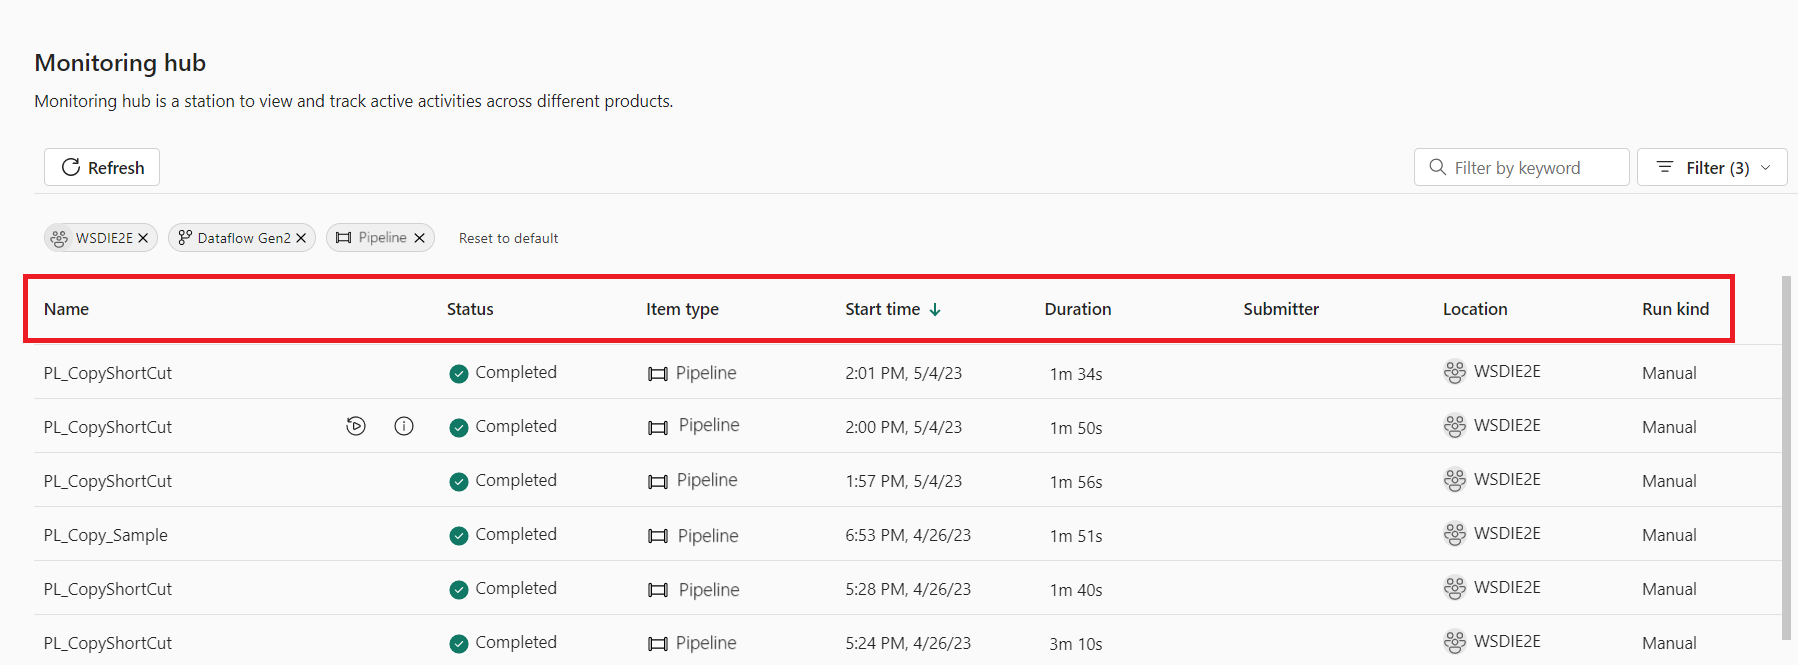 Monitoring hub
Monitoring hub is a station to view and track active activities across different products.
Refresh
Filter by keyword
Filter (3)
WSDIE2E Dataflow Gen2 Pipeline Reset to default
Name Status Item type Start time Duration Submitter Location Run kind
PL_CopyShortCut Completed Pipeline 2:01 PM, 5/4/23 1m 34s WSDIE2E Manual
PL_CopyShortCut Completed Pipeline 2:00 PM, 5/4/23 1m 50s WSDIE2E Manual
PL_CopyShortCut Completed Pipeline 1:57 PM, 5/4/23 1m 56s WSDIE2E Manual
PL_Copy_Sample Completed Pipeline 6:53 PM, 4/26/23 1m 51s WSDIE2E Manual
PL_CopyShortCut Completed Pipeline 5:28 PM, 4/26/23 1m 40s WSDIE2E Manual
PL_CopyShortCut Completed Pipeline 5:24 PM, 4/26/23 3m 10s WSDIE2E Manual